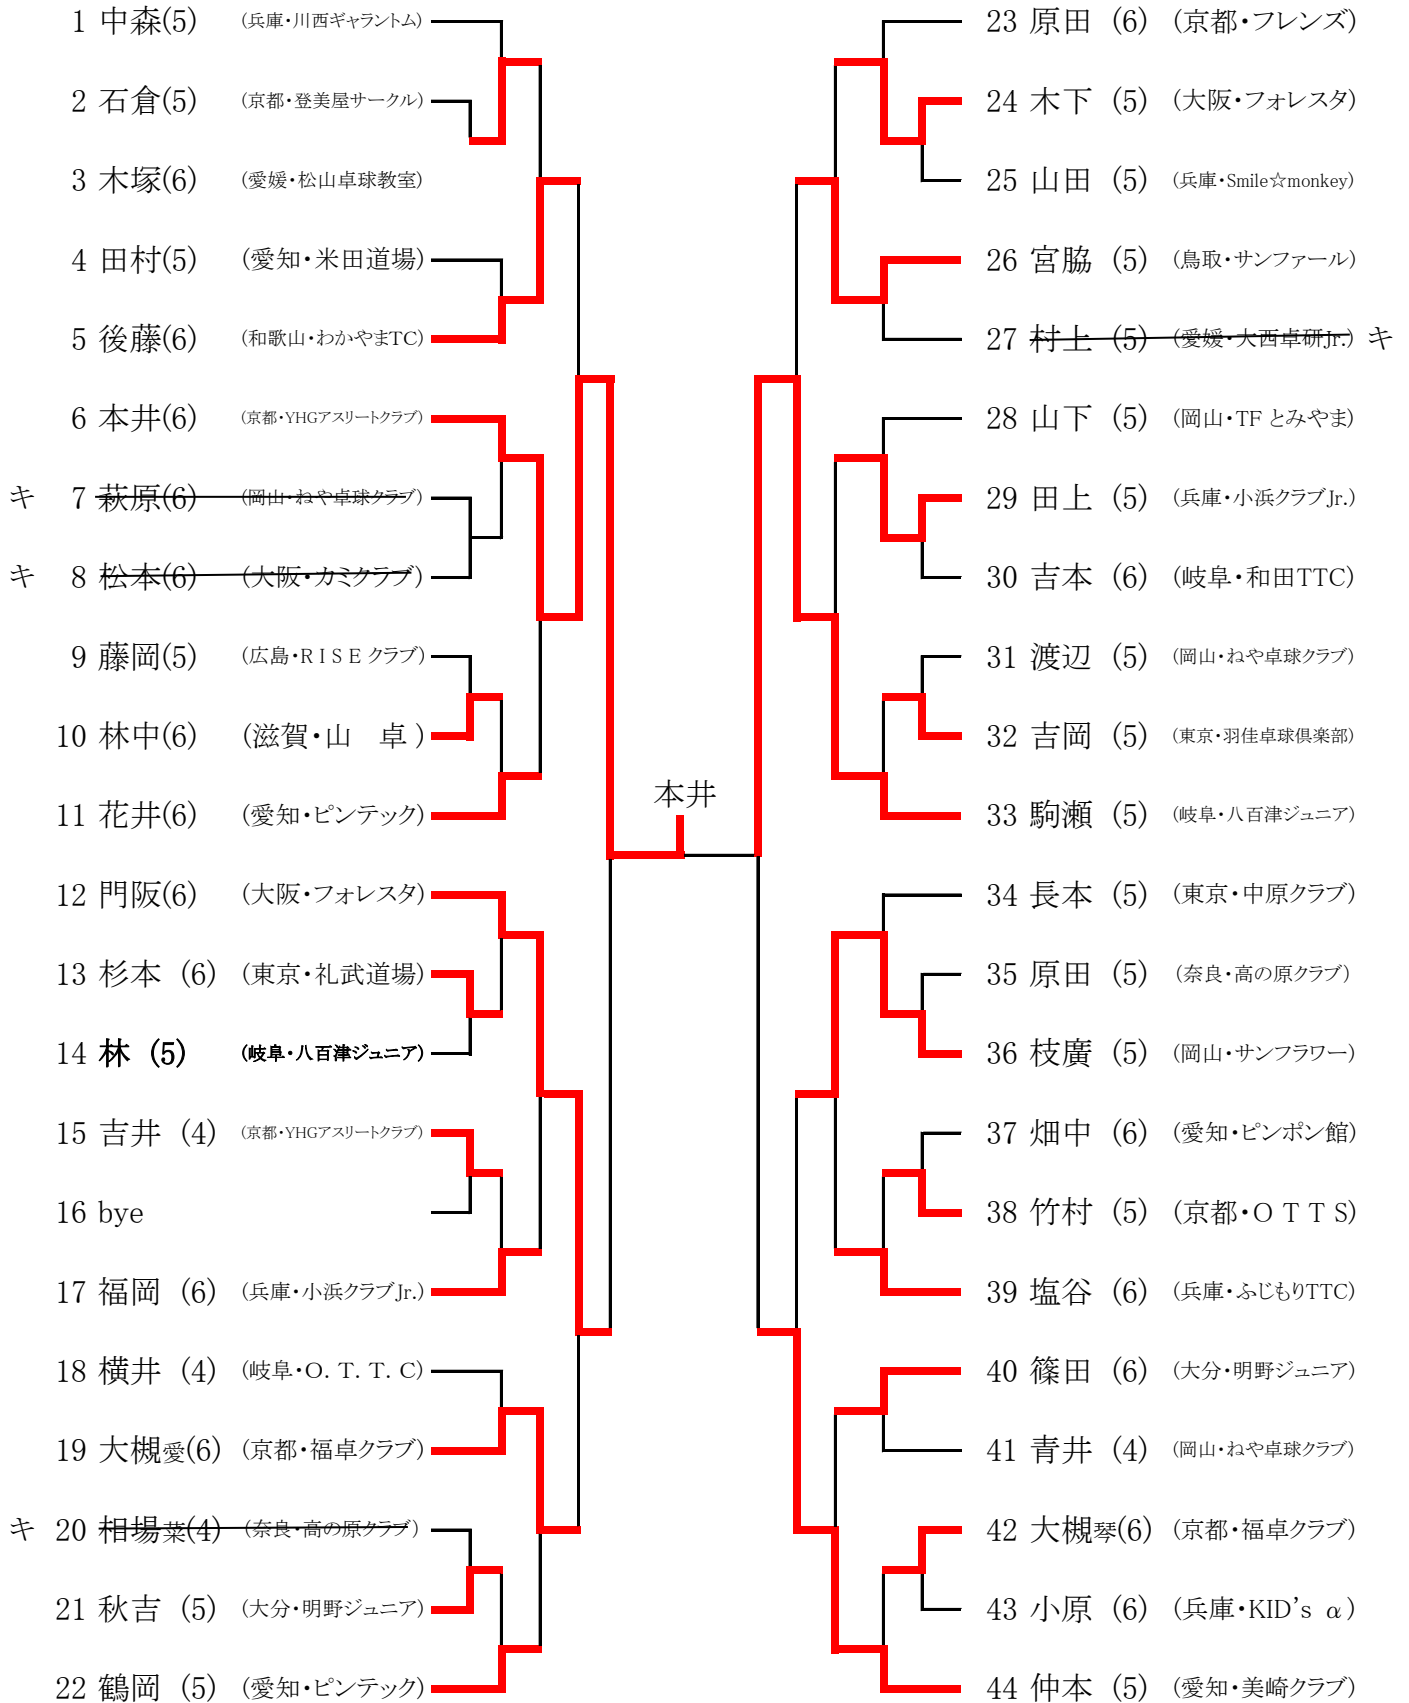 1 中森(5) (兵庫・川西ギャラントム)
2 石倉(5) (京都・登美屋サークル)
3 木塚(6) (愛媛・松山卓球教室)
4 田村(5) (愛知・米田道場)
5 後藤(6) (和歌山・わかやまTC)
6 本井(6) (京都・YHGアスリートクラブ)
キ 7 萩原(6) (岡山・ねや卓球クラブ)
キ 8 松本(6) (大阪・カミクラブ)
9 藤岡(5) (広島・RISEクラブ)
10 林中(6) (滋賀・山 卓)
11 花井(6) (愛知・ピンテック)
12 門阪(6) (大阪・フォレスタ)
13 杉本 (6) (東京・礼武道場)
14 林 (5) (岐阜・八百津ジュニア)
15 吉井 (4) (京都・YHGアスリートクラブ)
16 bye
17 福岡 (6) (兵庫・小浜クラブJr.)
18 横井 (4) (岐阜・O.T.T.C)
19 大槻愛(6) (京都・福卓クラブ)
キ 20 相場菜(4) (奈良・高の原クラブ)
21 秋吉 (5) (大分・明野ジュニア)
22 鶴岡 (5) (愛知・ピンテック)
本井
23 原田 (6) (京都・フレンズ)
24 木下 (5) (大阪・フォレスタ)
25 山田 (5) (兵庫・Smile☆monkey)
26 宮脇 (5) (鳥取・サンファール)
27 村上 (5) (愛媛・大西卓研Jr.) キ
28 山下 (5) (岡山・TFとみやま)
29 田上 (5) (兵庫・小浜クラブJr.)
30 吉本 (6) (岐阜・和田TTC)
31 渡辺 (5) (岡山・ねや卓球クラブ)
32 吉岡 (5) (東京・羽佳卓球倶楽部)
33 駒瀬 (5) (岐阜・八百津ジュニア)
34 長本 (5) (東京・中原クラブ)
35 原田 (5) (奈良・高の原クラブ)
36 枝廣 (5) (岡山・サンフラワー)
37 畑中 (6) (愛知・ピンポン館)
38 竹村 (5) (京都・OTTS)
39 塩谷 (6) (兵庫・ふじもりTTC)
40 篠田 (6) (大分・明野ジュニア)
41 青井 (4) (岡山・ねや卓球クラブ)
42 大槻琴(6) (京都・福卓クラブ)
43 小原 (6) (兵庫・KID's α)
44 仲本 (5) (愛知・美崎クラブ)